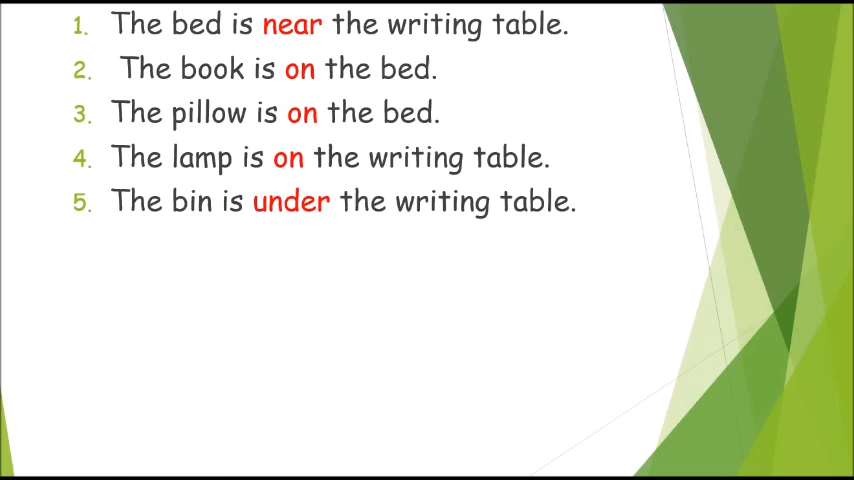 1. The bed is near the writing table.
2. The book is on the bed.
3. The pillow is on the bed.
4. The lamp is on the writing table.
5. The bin is under the writing table.